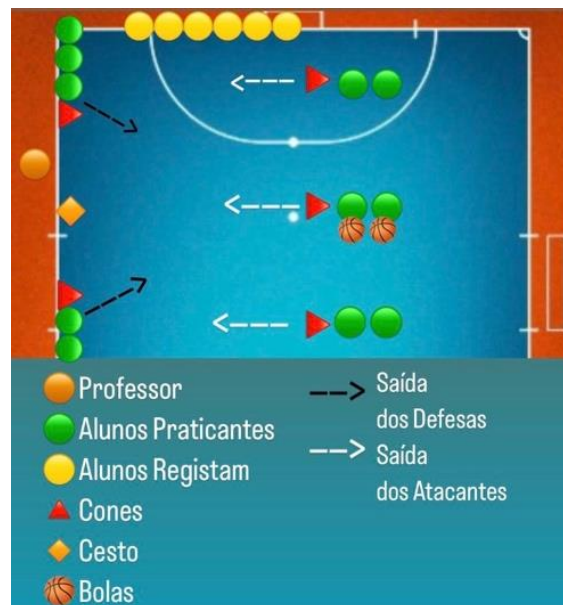 Professor
Alunos Praticantes
Alunos Registam
Cones
Cesto
Bolas
Saída
dos Defesas
Saída
dos Atacantes